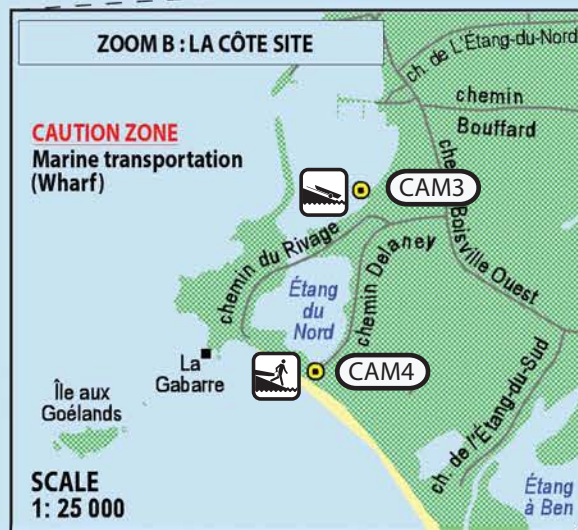 ZOOM B : LA CÔTE SITE
ch. de L'Étang-du-Nord
chemin
Bouffard
CAUTION ZONE
Marine transportation
(Wharf)
CAM3
chemin Boisville Ouest
chemin du Rivage
chemin Delaney
Étang
du
Nord
La
Gabarre
CAM4
Île aux
Goélands
ch. de l'Étang-du-Sud
SCALE
1: 25 000
Étang
à Ben